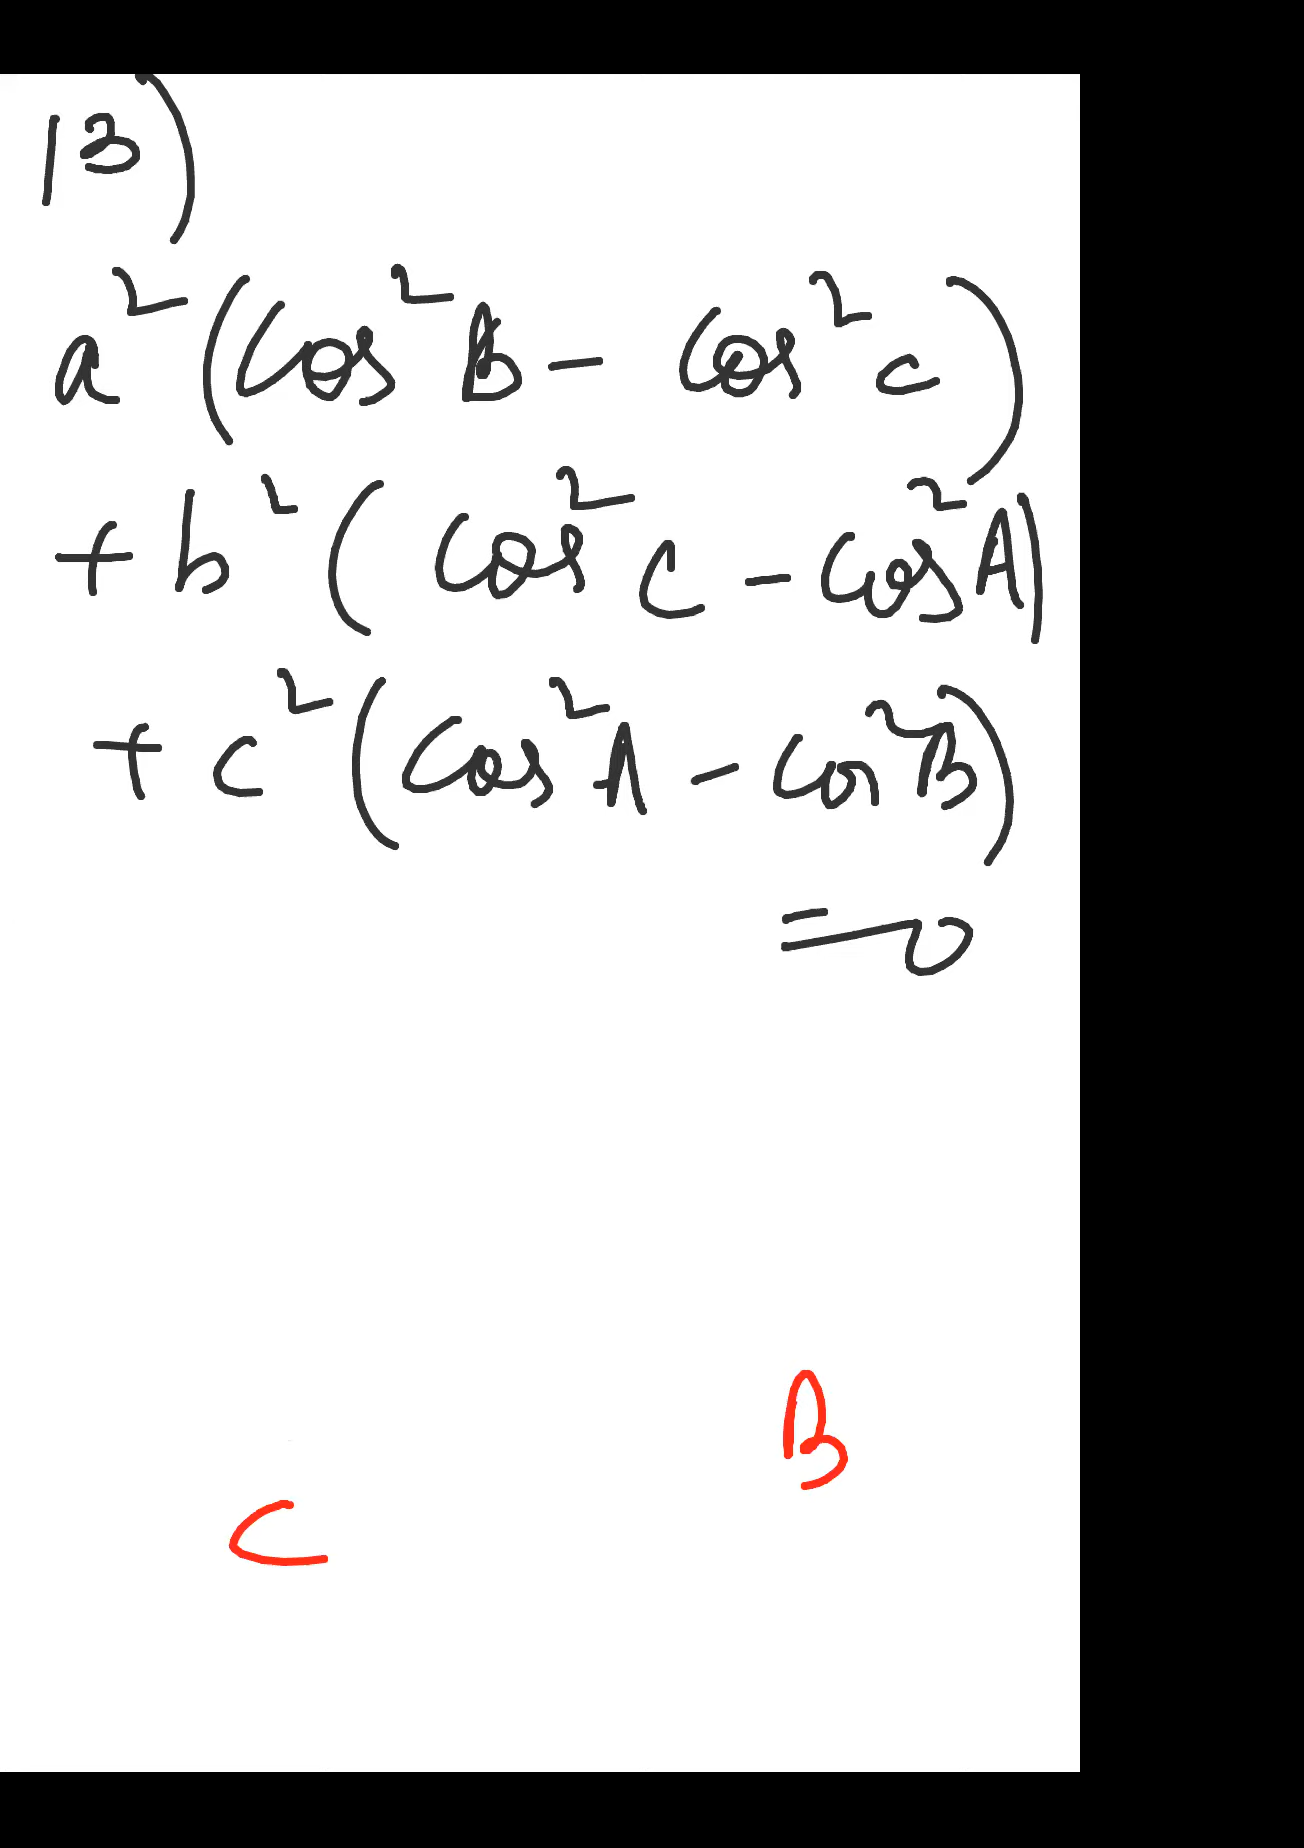 13)
a²(cos²B - cos²c)
+ b²(cos²C - cos²A)
+ c²(cos²A - cos²B)
=0
B
C